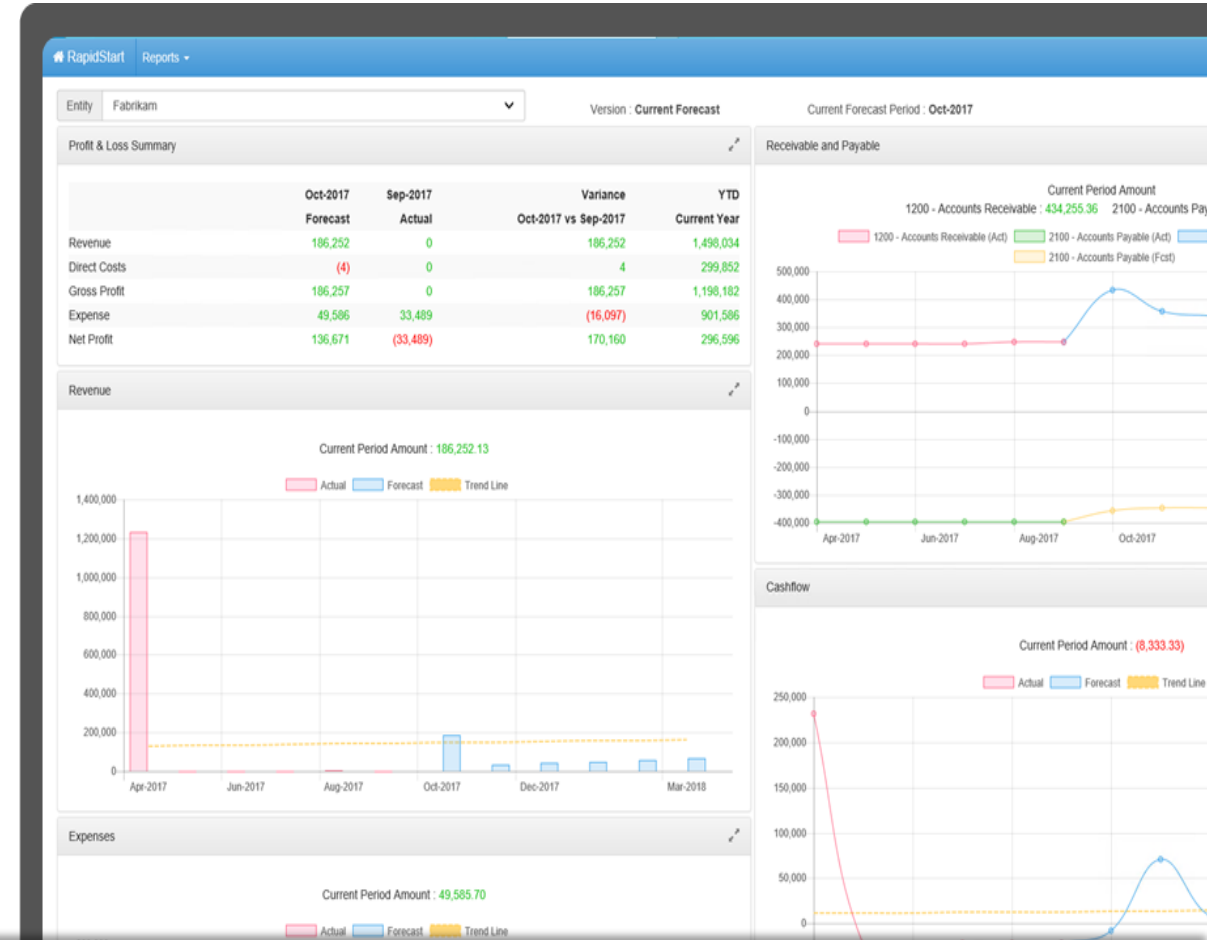 RapidStart Reports
Entity Fabrikam Version : Current Forecast Current Forecast Period : Oct-2017
Profit & Loss Summary
Oct-2017 Sep-2017 Variance YTD
Forecast Actual Oct-2017 vs Sep-2017 Current Year
Revenue 186,252 0 186,252 1,498,034
Direct Costs (4) 0 4 299,852
Gross Profit 186,257 0 186,257 1,198,182
Expense 49,586 33,489 (16,097) 901,586
Net Profit 136,671 (33,489) 170,160 296,596
Revenue
Current Period Amount : 186,252.13
Actual Forecast Trend Line
1,400,000
1,200,000
1,000,000
800,000
600,000
400,000
200,000
0
Apr-2017 Jun-2017 Aug-2017 Oct-2017 Dec-2017 Mar-2018
Expenses
Current Period Amount : 49,585.70
Actual Forecast Trend Line
Receivable and Payable
Current Period Amount
1200 - Accounts Receivable : 434,255.36 2100 - Accounts Pay
1200 - Accounts Receivable (Act) 2100 - Accounts Payable (Act)
2100 - Accounts Payable (Fcst)
500,000
400,000
300,000
200,000
100,000
0
-100,000
-200,000
-300,000
-400,000
Apr-2017 Jun-2017 Aug-2017 Oct-2017
Cashflow
Current Period Amount : (8,333.33)
Actual Forecast Trend Line
250,000
200,000
150,000
100,000
50,000
0